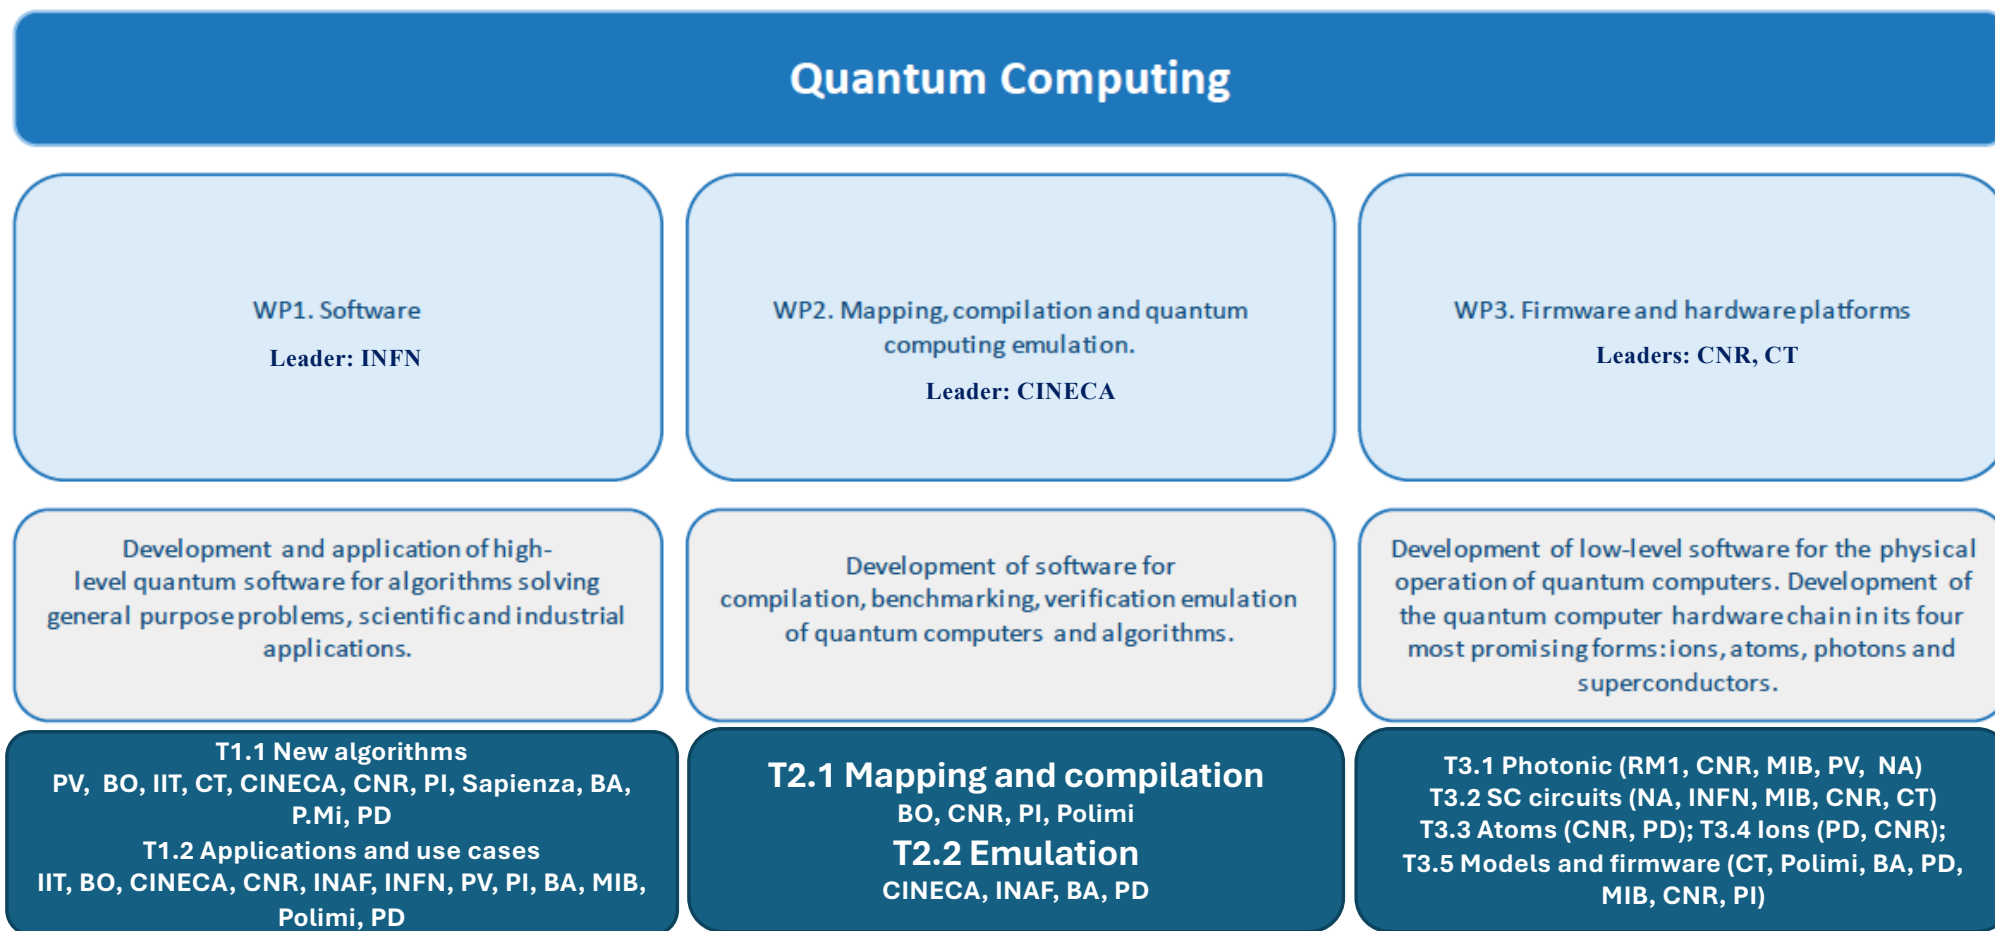 Quantum Computing
WP1. Software
Leader: INFN
WP2. Mapping, compilation and quantum
computing emulation.
Leader: CINECA
WP3. Firmware and hardware platforms
Leaders: CNR, CT
Development and application of high-
level quantum software for algorithms solving
general purpose problems, scientific and industrial
applications.
Development of software for
compilation, benchmarking, verification emulation
of quantum computers and algorithms.
Development of low-level software for the physical
operation of quantum computers. Development of
the quantum computer hardware chain in its four
most promising forms: ions, atoms, photons and
superconductors.
T1.1 New algorithms
PV, BO, IIT, CT, CINECA, CNR, PI, Sapienza, BA,
P.Mi, PD
T1.2 Applications and use cases
IIT, BO, CINECA, CNR, INAF, INFN, PV, PI, BA, MIB,
Polimi, PD
T2.1 Mapping and compilation
BO, CNR, PI, Polimi
T2.2 Emulation
CINECA, INAF, BA, PD
T3.1 Photonic (RM1, CNR, MIB, PV, NA)
T3.2 SC circuits (NA, INFN, MIB, CNR, CT)
T3.3 Atoms (CNR, PD); T3.4 Ions (PD, CNR);
T3.5 Models and firmware (CT, Polimi, BA, PD,
MIB, CNR, PI)